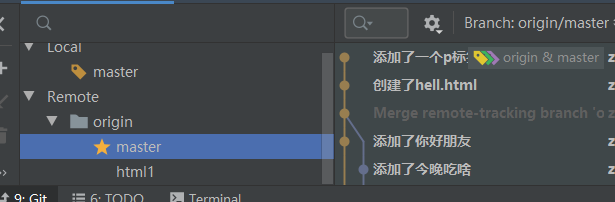 Branch: origin/master
Local
master
Remote
origin
master
html1
添加了一个p标 origin & master
创建了hell.html
Merge remote-tracking branch 'o
添加了你好朋友
添加了今晚吃啥
9: Git 6: TODO Terminal